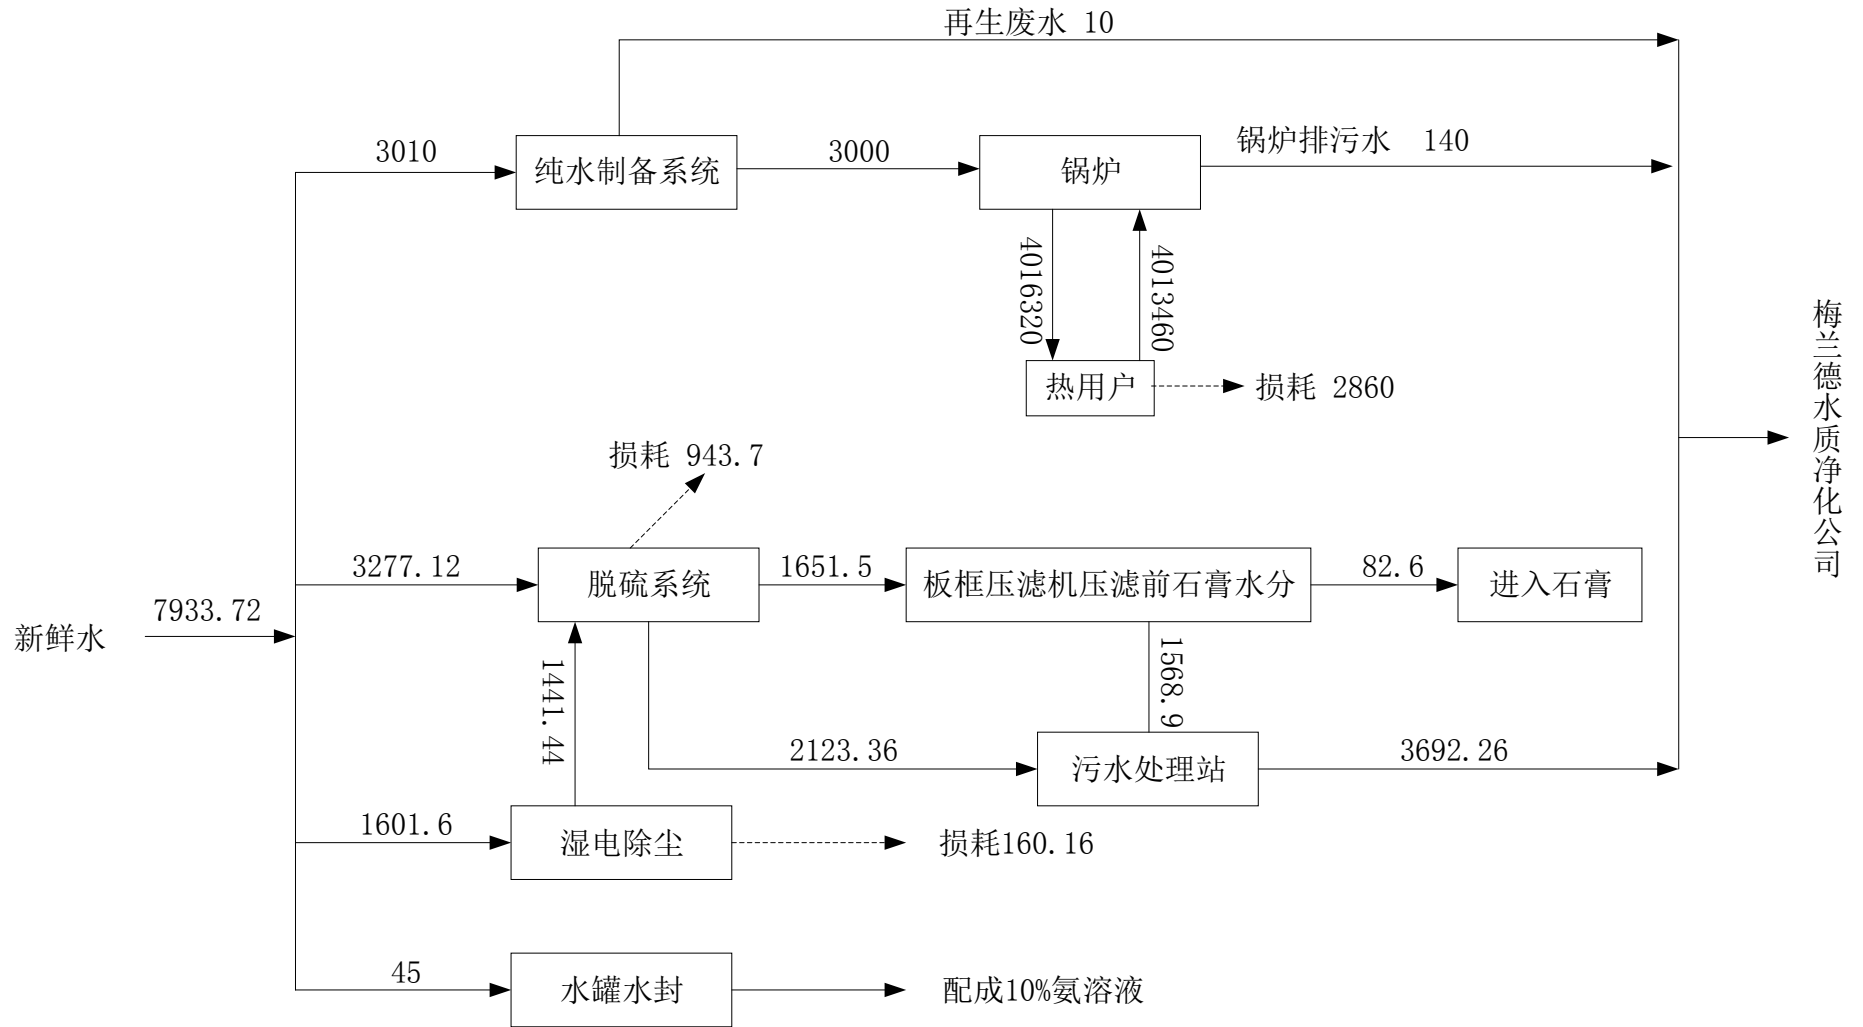 再生废水 10
3010
纯水制备系统
3000
锅炉
锅炉排污水 140
4016320
4013460
热用户
损耗 2860
梅兰德水质净化公司
损耗 943.7
3277.12
脱硫系统
1651.5
板框压滤机压滤前石膏水分
82.6
进入石膏
7933.72
新鲜水
1441.44
1568.9
2123.36
污水处理站
3692.26
1601.6
湿电除尘
损耗160.16
45
水罐水封
配成10%氨溶液